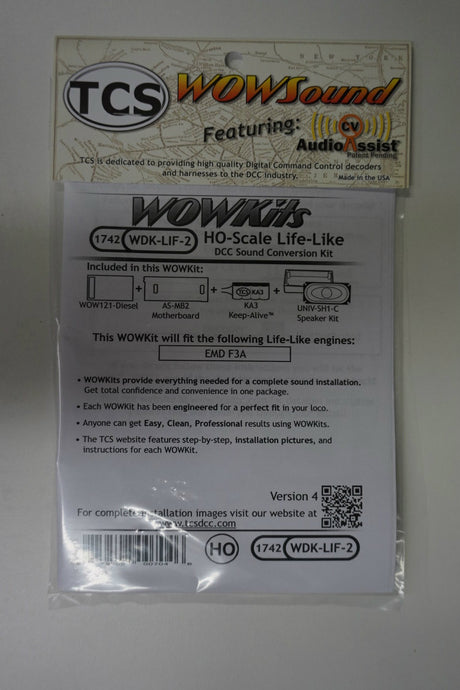 TCS
WOWSound
Featuring:
CV
AudioAssist
Patent Pending
TCS is dedicated to providing high quality Digital Command Control decoders
and harnesses to the DCC industry.
Made in the USA
WOWKits
1742 WDK-LIF-2 HO-Scale Life-Like
DCC Sound Conversion Kit
Included in this WOWKit:
+ + TCS KA3 +
WOW121-Diesel AS-MB2 KA3 UNIV-SH1-C
Motherboard Keep-Alive™ Speaker Kit
This WOWKit will fit the following Life-Like engines:
EMD F3A
• WOWKits provide everything needed for a complete sound installation.
Get total confidence and convenience in one package.
• Each WOWKit has been engineered for a perfect fit in your loco.
• Anyone can get Easy, Clean, Professional results using WOWKits.
• The TCS website features step-by-step, installation pictures, and
instructions for each WOWKit.
Version 4
For complete installation images visit our website at
www.tcsdcc.com
HO 1742 WDK-LIF-2